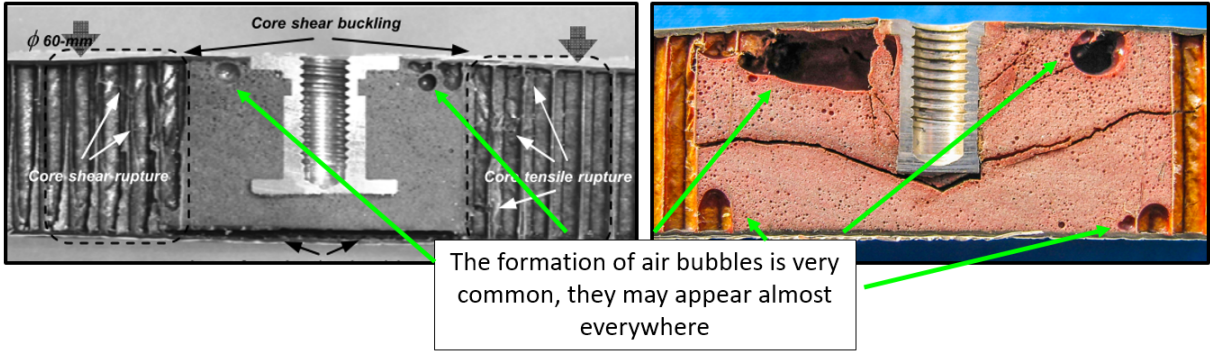 Core shear buckling
ϕ 60-mm
Core shear rupture
Core tensile rupture
The formation of air bubbles is very
common, they may appear almost
everywhere